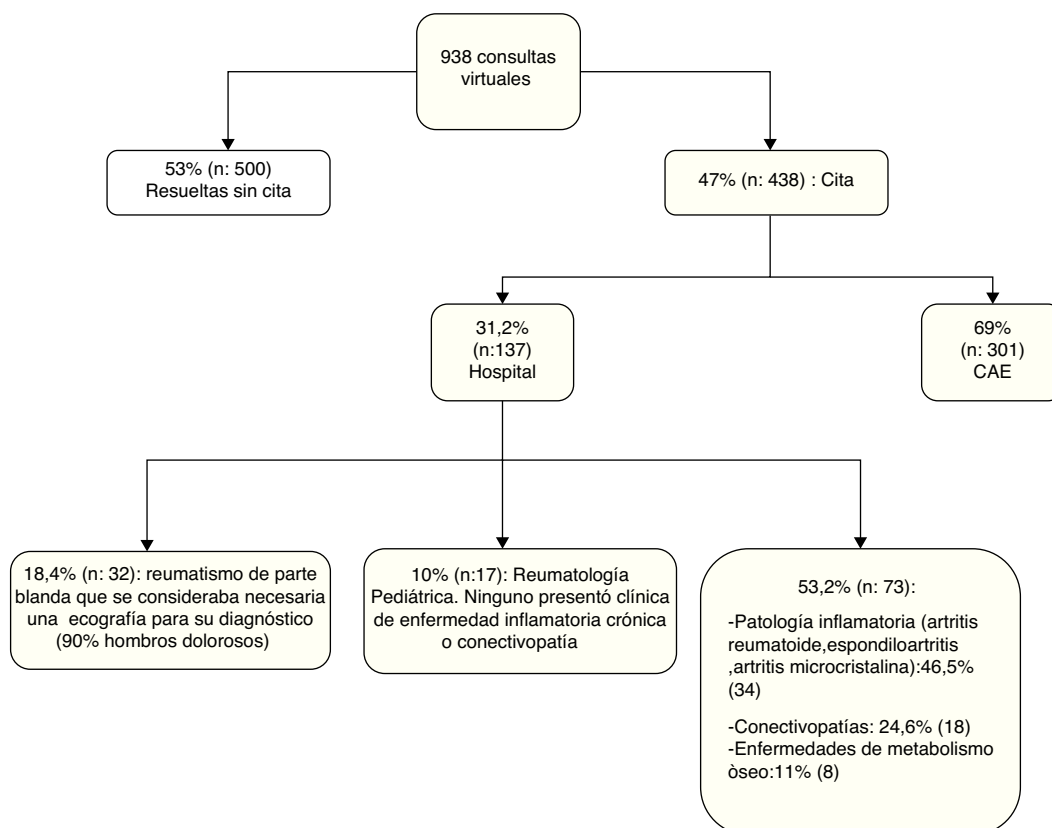 938 consultas
virtuales
53% (n: 500)
Resueltas sin cita
47% (n: 438) : Cita
31,2%
(n:137)
Hospital
69%
(n: 301)
CAE
18,4% (n: 32): reumatismo de parte
blanda que se consideraba necesaria
una ecografía para su diagnóstico
(90% hombros dolorosos)
10% (n:17): Reumatología
Pediátrica. Ninguno presentó clínica
de enfermedad inflamatoria crónica
o conectivopatía
53,2% (n: 73):
-Patología inflamatoria (artritis
reumatoide,espondiloartritis
,artritis microcristalina):46,5%
(34)
-Conectivopatías: 24,6% (18)
-Enfermedades de metabolismo
òseo:11% (8)